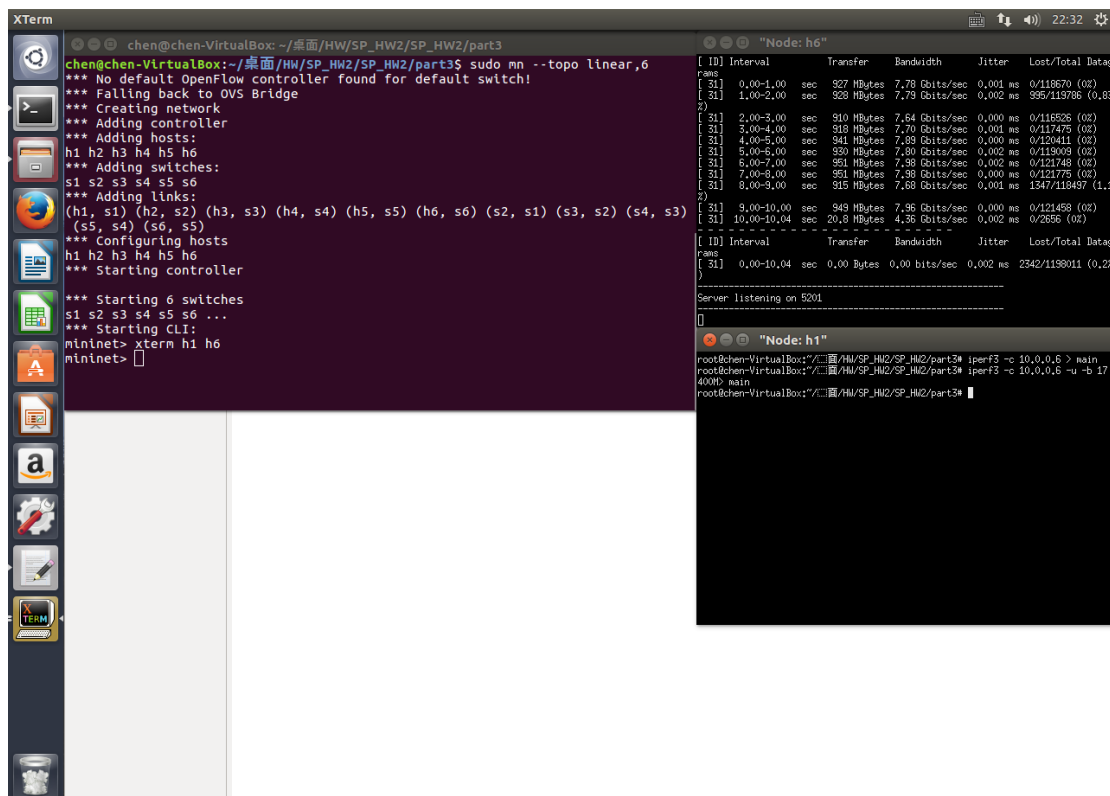 XTerm
22:32
chen@chen-VirtualBox: ~/桌面/HW/SP_HW2/SP_HW2/part3
chen@chen-VirtualBox:~/桌面/HW/SP_HW2/SP_HW2/part3$ sudo mn --topo linear,6
*** No default OpenFlow controller found for default switch!
*** Falling back to OVS Bridge
*** Creating network
*** Adding controller
*** Adding hosts:
h1 h2 h3 h4 h5 h6
*** Adding switches:
s1 s2 s3 s4 s5 s6
*** Adding links:
(h1, s1) (h2, s2) (h3, s3) (h4, s4) (h5, s5) (h6, s6) (s2, s1) (s3, s2) (s4, s3)
(s5, s4) (s6, s5)
*** Configuring hosts
h1 h2 h3 h4 h5 h6
*** Starting controller
*** Starting 6 switches
s1 s2 s3 s4 s5 s6 ...
*** Starting CLI:
mininet> xterm h1 h6
mininet>
"Node: h6"
[ ID] Interval Transfer Bandwidth Jitter Lost/Total Datag
rams
[ 31] 0.00-1.00 sec 927 MBytes 7.78 Gbits/sec 0.001 ms 0/118670 (0%)
[ 31] 1.00-2.00 sec 928 MBytes 7.79 Gbits/sec 0.002 ms 995/119786 (0.83
%)
[ 31] 2.00-3.00 sec 910 MBytes 7.64 Gbits/sec 0.000 ms 0/116526 (0%)
[ 31] 3.00-4.00 sec 918 MBytes 7.70 Gbits/sec 0.001 ms 0/117475 (0%)
[ 31] 4.00-5.00 sec 941 MBytes 7.89 Gbits/sec 0.000 ms 0/120411 (0%)
[ 31] 5.00-6.00 sec 930 MBytes 7.80 Gbits/sec 0.002 ms 0/119009 (0%)
[ 31] 6.00-7.00 sec 951 MBytes 7.98 Gbits/sec 0.002 ms 0/121748 (0%)
[ 31] 7.00-8.00 sec 951 MBytes 7.98 Gbits/sec 0.000 ms 0/121775 (0%)
[ 31] 8.00-9.00 sec 915 MBytes 7.68 Gbits/sec 0.001 ms 1347/118497 (1.1
%)
[ 31] 9.00-10.00 sec 949 MBytes 7.96 Gbits/sec 0.000 ms 0/121458 (0%)
[ 31] 10.00-10.04 sec 20.8 MBytes 4.36 Gbits/sec 0.002 ms 0/2656 (0%)
- - - - - - - - - - - - - - - - - - - - - - - - -
[ ID] Interval Transfer Bandwidth Jitter Lost/Total Datag
rams
[ 31] 0.00-10.04 sec 0.00 Bytes 0.00 bits/sec 0.002 ms 2342/1198011 (0.2
)
-----------------------------------------------------------
Server listening on 5201
-----------------------------------------------------------
"Node: h1"
root@chen-VirtualBox:~/面/HW/SP_HW2/SP_HW2/part3# iperf3 -c 10.0.0.6 > main
root@chen-VirtualBox:~/面/HW/SP_HW2/SP_HW2/part3# iperf3 -c 10.0.0.6 -u -b 17
400M> main
root@chen-VirtualBox:~/面/HW/SP_HW2/SP_HW2/part3#
a
X
TERM